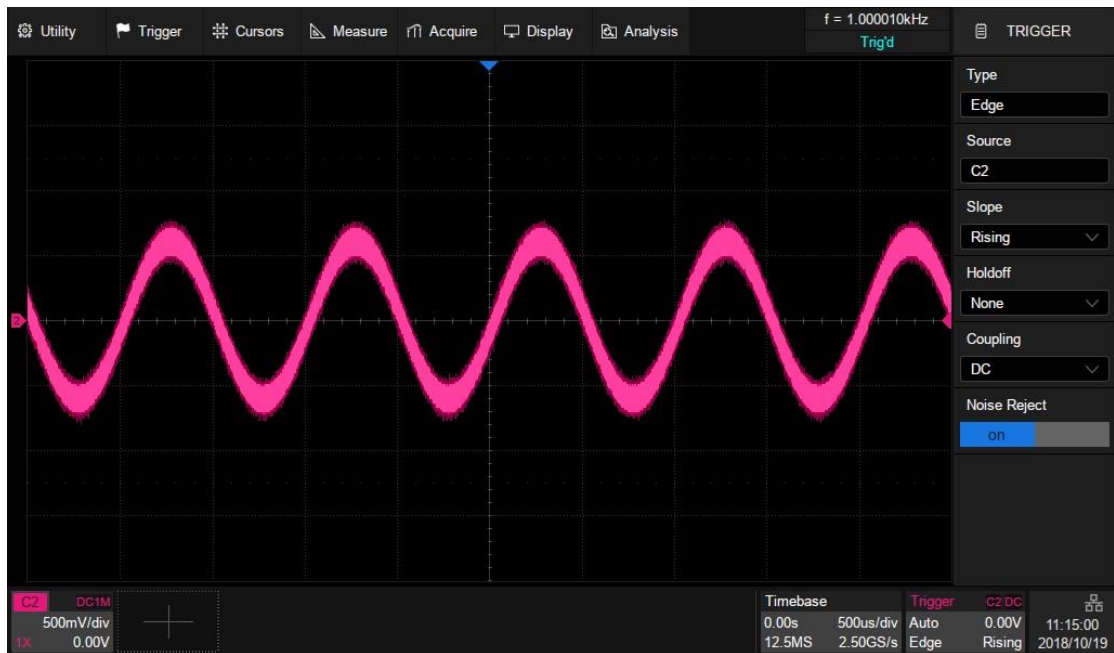 Utility Trigger Cursors Measure Acquire Display Analysis
f = 1.000010kHz
Trig'd
TRIGGER
Type
Edge
Source
C2
Slope
Rising
Holdoff
None
Coupling
DC
Noise Reject
on
2
C2 DC1M
500mV/div
1X 0.00V
Timebase
0.00s 500us/div
12.5MS 2.50GS/s
Trigger C2 DC
Auto 0.00V
Edge Rising
11:15:00
2018/10/19